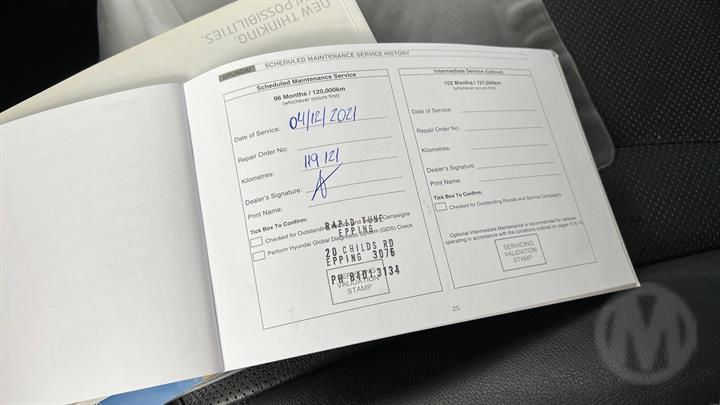 NEW THINKING.
NEW POSSIBILITIES.
HYUNDAI SCHEDULED MAINTENANCE SERVICE HISTORY
Scheduled Maintenance Service
96 Months / 120,000km
(whichever occurs first)
Date of Service: 04/12/2021
Repair Order No:
Kilometres: 119 121
Dealer's Signature:
Print Name:
Tick Box To Confirm:
Checked for Outstanding Recalls and Service Campaigns
Perform Hyundai Global Diagnostic System (GDS) Check
RAPID TUNE
EPPING
20 CHILDS RD
EPPING 3076
PH 8401 3134
SERVICING
VALIDATION
STAMP
Intermediate Service (Optional)
102 Months / 127,500km
(whichever occurs first)
Date of Service:
Repair Order No:
Kilometres:
Dealer's Signature:
Print Name:
Tick Box To Confirm:
Checked for Outstanding Recalls and Service Campaigns
Optional Intermediate Maintenance is recommended for vehicles
operating in accordance with the conditions outlined on pages 13 & 14
SERVICING
VALIDATION
STAMP
25
M